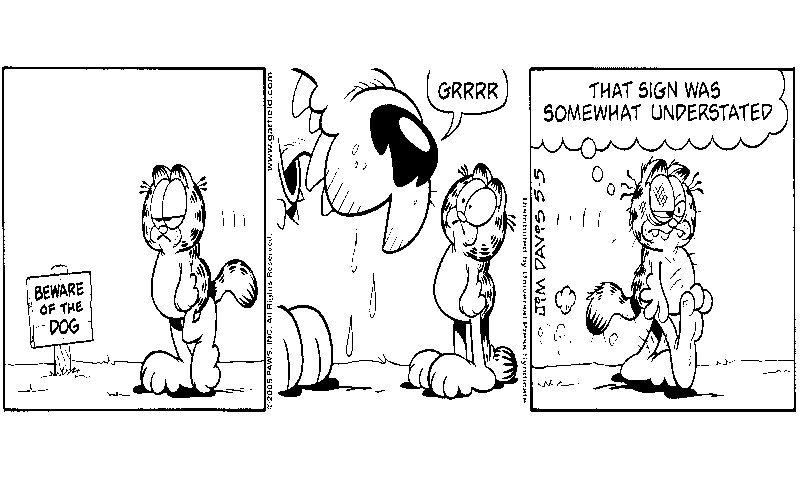 BEWARE
OF THE
DOG
©2005 PAWS, INC. All Rights Reserved.
www.garfield.com
GRRRR
Distributed by Universal Press Syndicate
JIM DAVIS 5-5
THAT SIGN WAS
SOMEWHAT UNDERSTATED